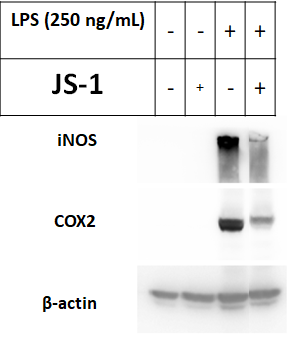 LPS (250 ng/mL) - - + +
JS-1 - + - +
iNOS
COX2
β-actin